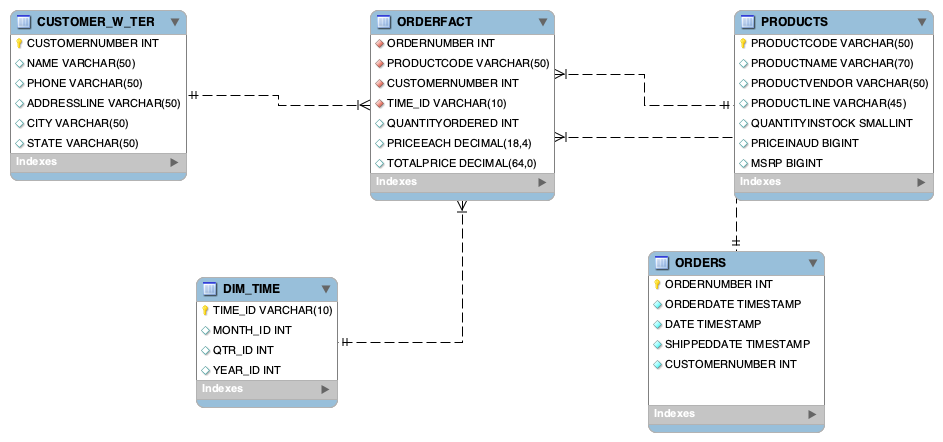 CUSTOMER_W_TER
CUSTOMERNUMBER INT
NAME VARCHAR(50)
PHONE VARCHAR(50)
ADDRESSLINE VARCHAR(50)
CITY VARCHAR(50)
STATE VARCHAR(50)
Indexes
ORDERFACT
ORDERNUMBER INT
PRODUCTCODE VARCHAR(50)
CUSTOMERNUMBER INT
TIME_ID VARCHAR(10)
QUANTITYORDERED INT
PRICEEACH DECIMAL(18,4)
TOTALPRICE DECIMAL(64,0)
Indexes
PRODUCTS
PRODUCTCODE VARCHAR(50)
PRODUCTNAME VARCHAR(70)
PRODUCTVENDOR VARCHAR(50)
PRODUCTLINE VARCHAR(45)
QUANTITYINSTOCK SMALLINT
PRICEINAUD BIGINT
MSRP BIGINT
Indexes
DIM_TIME
TIME_ID VARCHAR(10)
MONTH_ID INT
QTR_ID INT
YEAR_ID INT
Indexes
ORDERS
ORDERNUMBER INT
ORDERDATE TIMESTAMP
DATE TIMESTAMP
SHIPPEDDATE TIMESTAMP
CUSTOMERNUMBER INT
Indexes